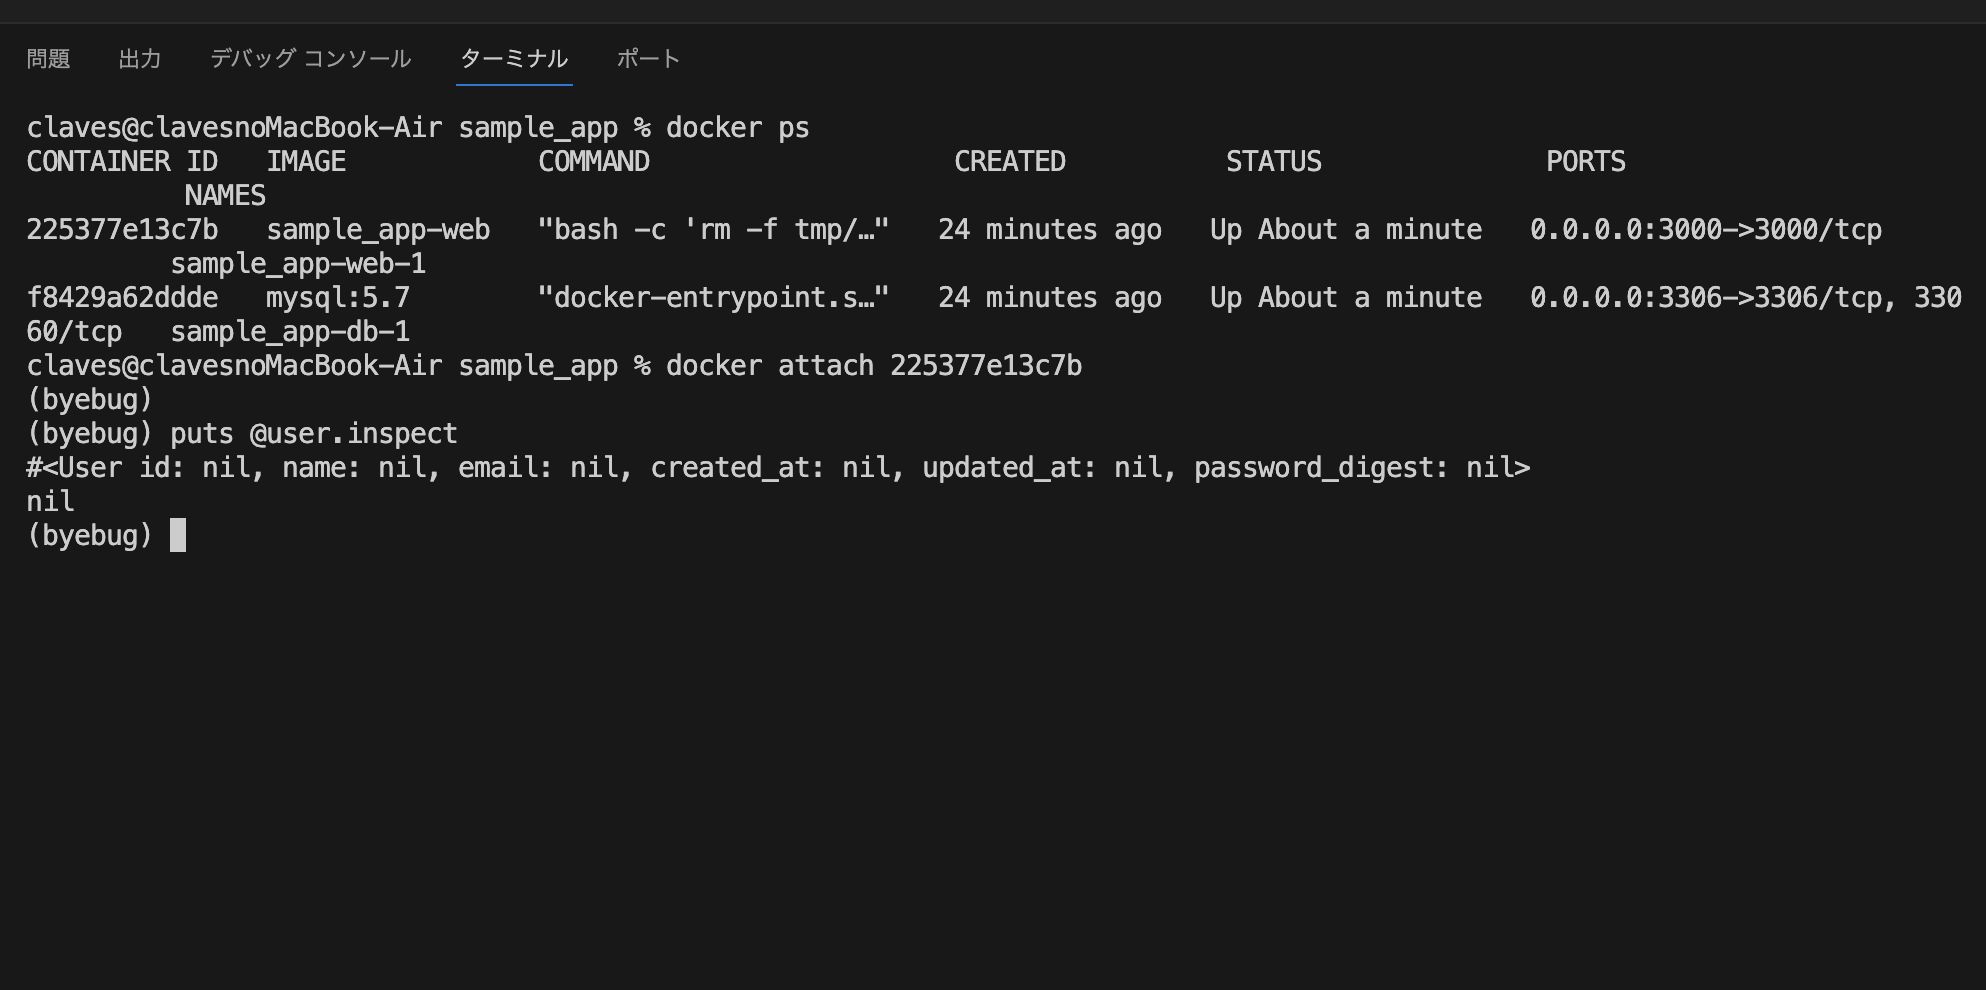 問題 出力 デバッグ コンソール ターミナル ポート
claves@clavesnoMacBook-Air sample_app % docker ps
CONTAINER ID   IMAGE            COMMAND                   CREATED          STATUS              PORTS
          NAMES
225377e13c7b   sample_app-web   "bash -c 'rm -f tmp/…"   24 minutes ago   Up About a minute   0.0.0.0:3000->3000/tcp
         sample_app-web-1
f8429a62ddde   mysql:5.7        "docker-entrypoint.s…"   24 minutes ago   Up About a minute   0.0.0.0:3306->3306/tcp, 330
60/tcp   sample_app-db-1
claves@clavesnoMacBook-Air sample_app % docker attach 225377e13c7b
(byebug)
(byebug) puts @user.inspect
#<User id: nil, name: nil, email: nil, created_at: nil, updated_at: nil, password_digest: nil>
nil
(byebug)